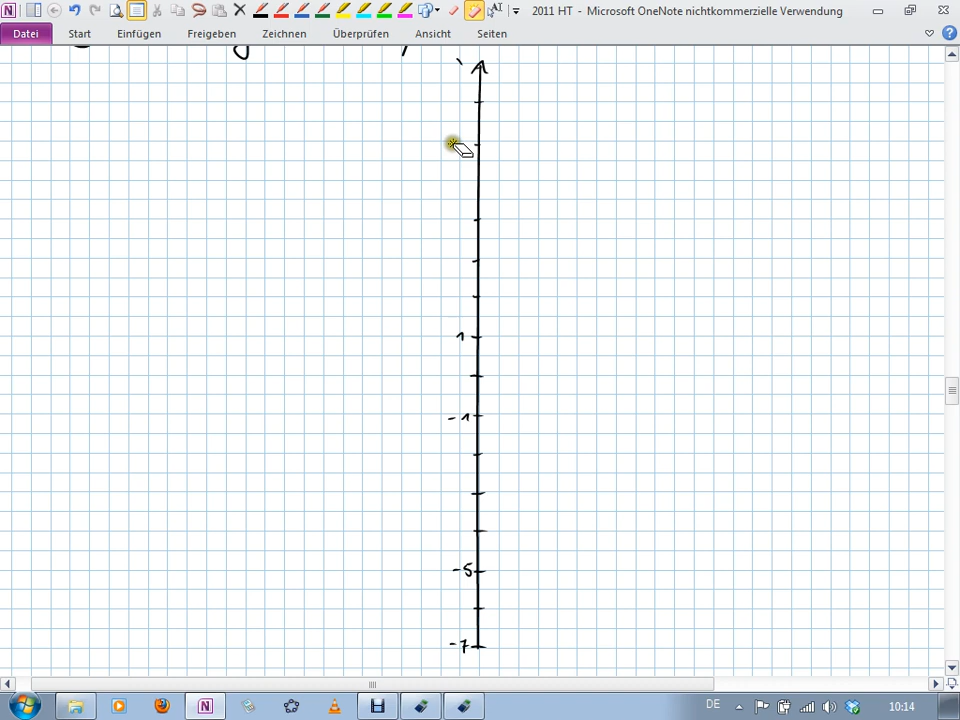 2011 HT - Microsoft OneNote nichtkommerzielle Verwendung
Datei Start Einfügen Freigeben Zeichnen Überprüfen Ansicht Seiten
1
-1
-5
-7
DE 10:14